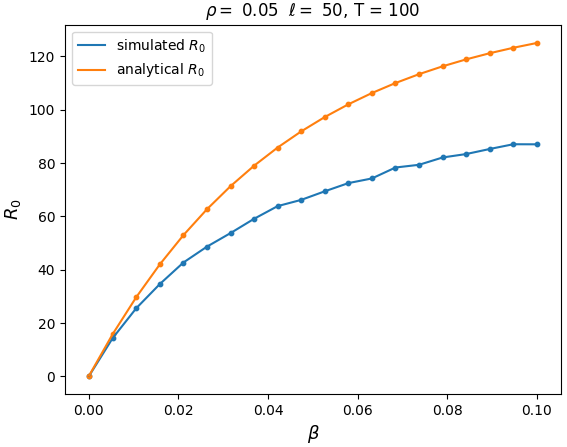 ρ = 0.05 ℓ = 50, T = 100
simulated R₀
analytical R₀
120
100
80
60
40
20
0
R₀
0.00 0.02 0.04 0.06 0.08 0.10
β